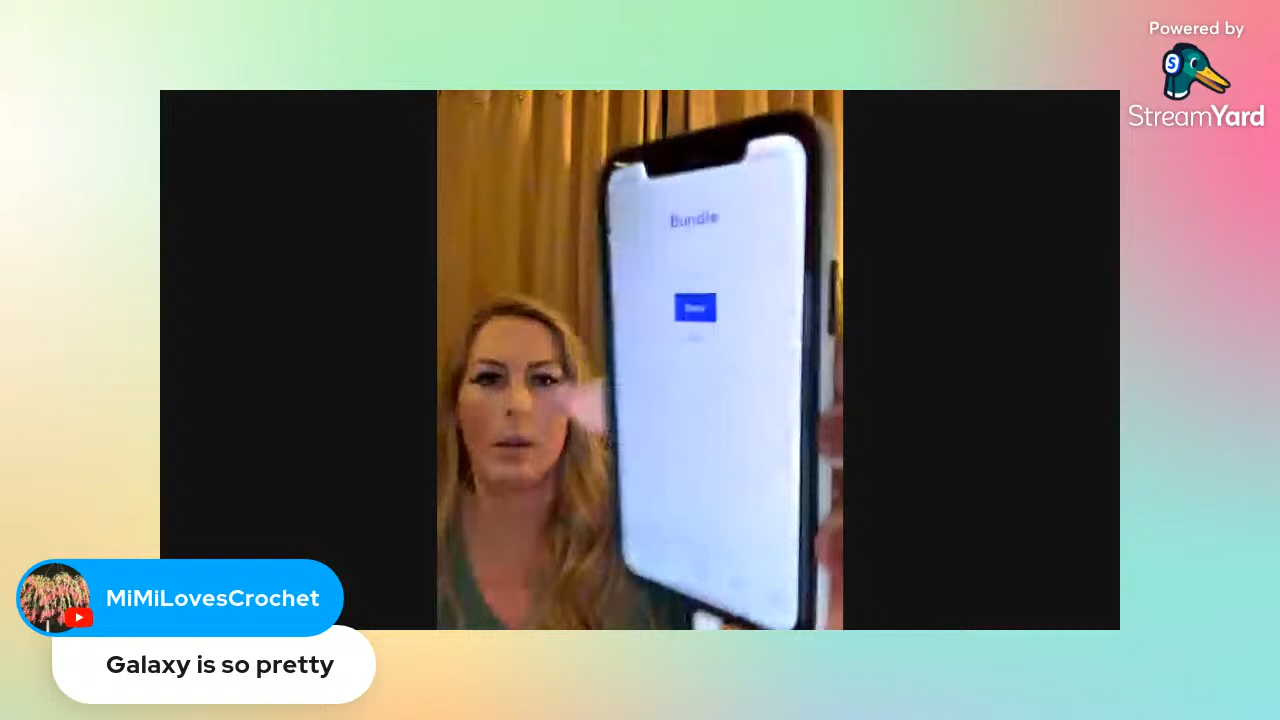 Powered by
S
StreamYard
Bundle
MiMiLovesCrochet
Galaxy is so pretty